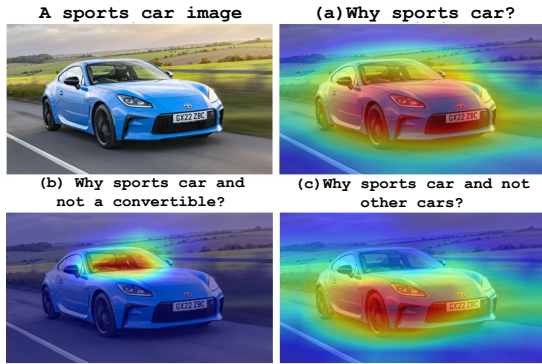 A sports car image
(a)Why sports car?
GX22 ZBC
GX22 ZBC
(b) Why sports car and
not a convertible?
(c)Why sports car and not
other cars?
GX22 ZBC
GX22 ZBC